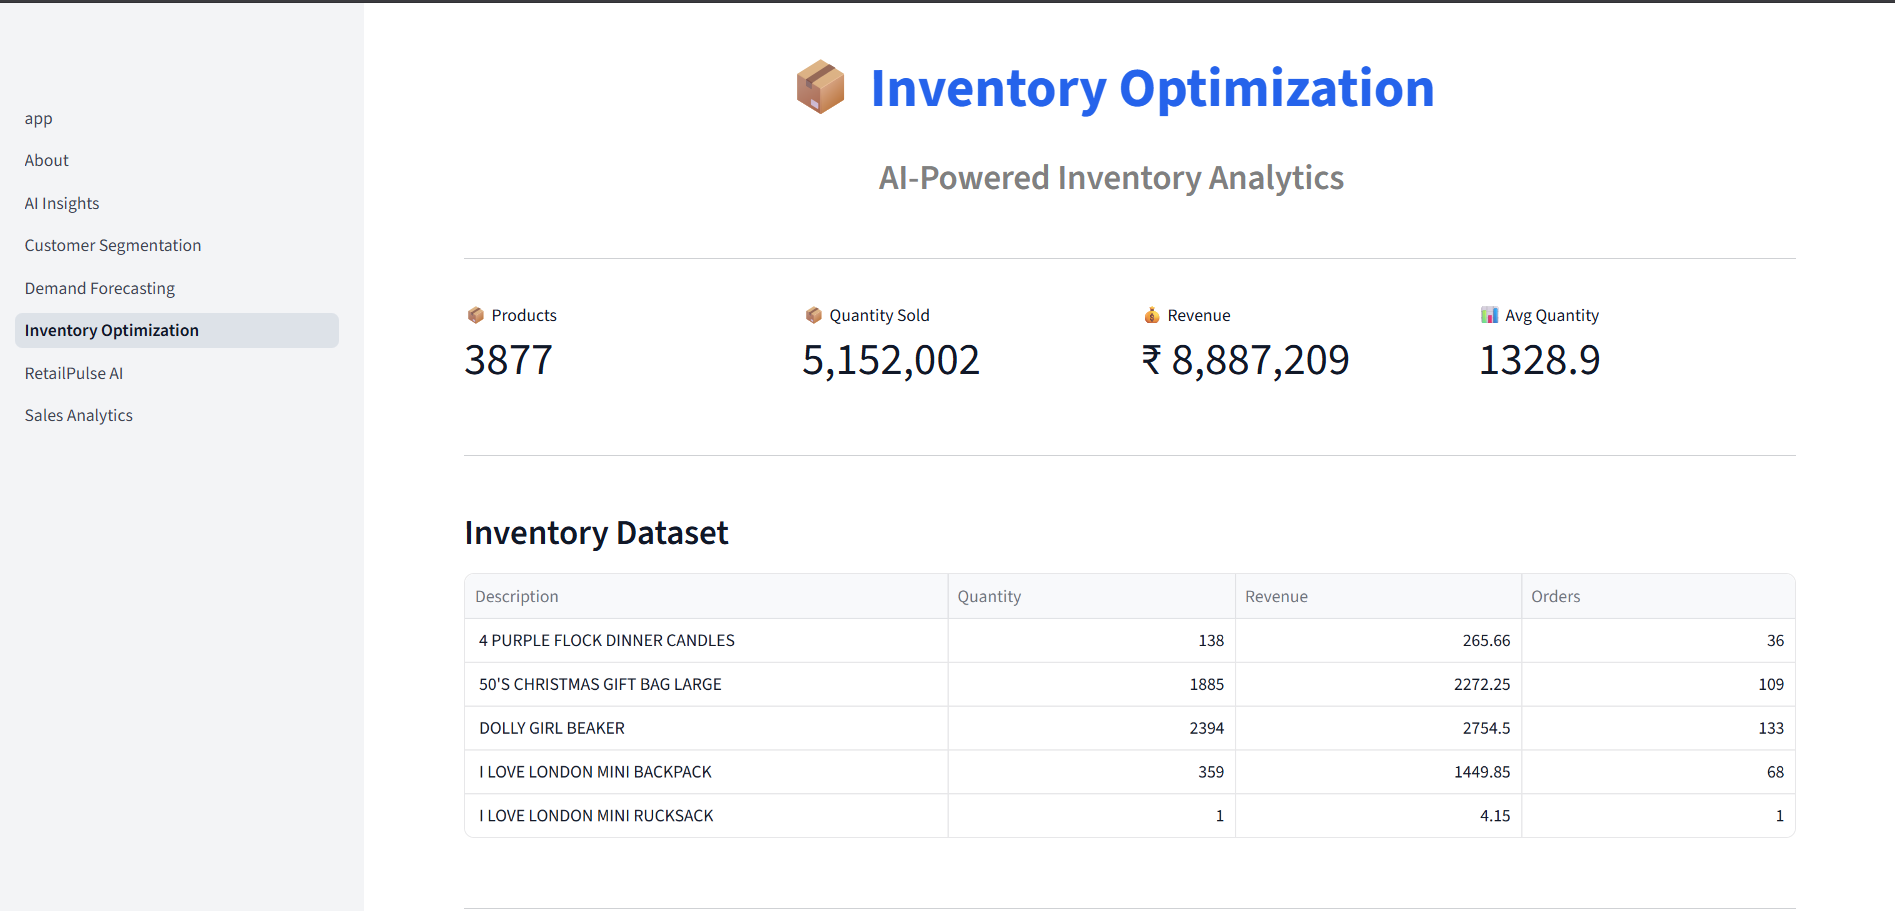 app
About
AI Insights
Customer Segmentation
Demand Forecasting
Inventory Optimization
RetailPulse AI
Sales Analytics
Inventory Optimization
AI-Powered Inventory Analytics
Products Quantity Sold Revenue Avg Quantity
3877 5,152,002 ₹ 8,887,209 1328.9
Inventory Dataset
Description Quantity Revenue Orders
4 PURPLE FLOCK DINNER CANDLES 138 265.66 36
50'S CHRISTMAS GIFT BAG LARGE 1885 2272.25 109
DOLLY GIRL BEAKER 2394 2754.5 133
I LOVE LONDON MINI BACKPACK 359 1449.85 68
I LOVE LONDON MINI RUCKSACK 1 4.15 1